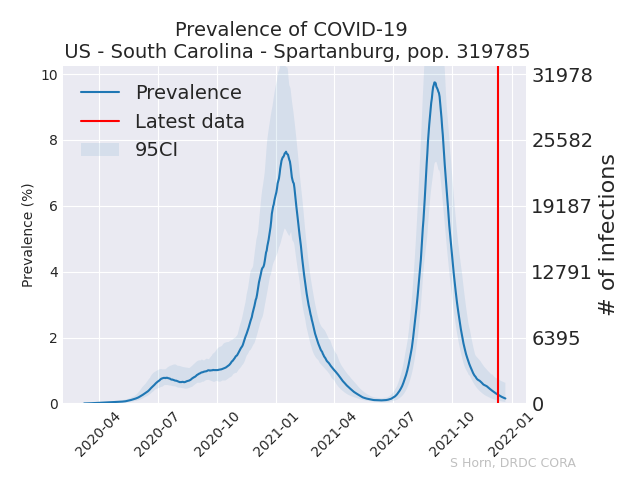 Prevalence of COVID-19
US - South Carolina - Spartanburg, pop. 319785
Prevalence
Latest data
95CI
Prevalence (%)
10
8
6
4
2
0
31978
25582
19187
12791
6395
0
# of infections
2020-04
2020-07
2020-10
2021-01
2021-04
2021-07
2021-10
2022-01
S Horn, DRDC CORA